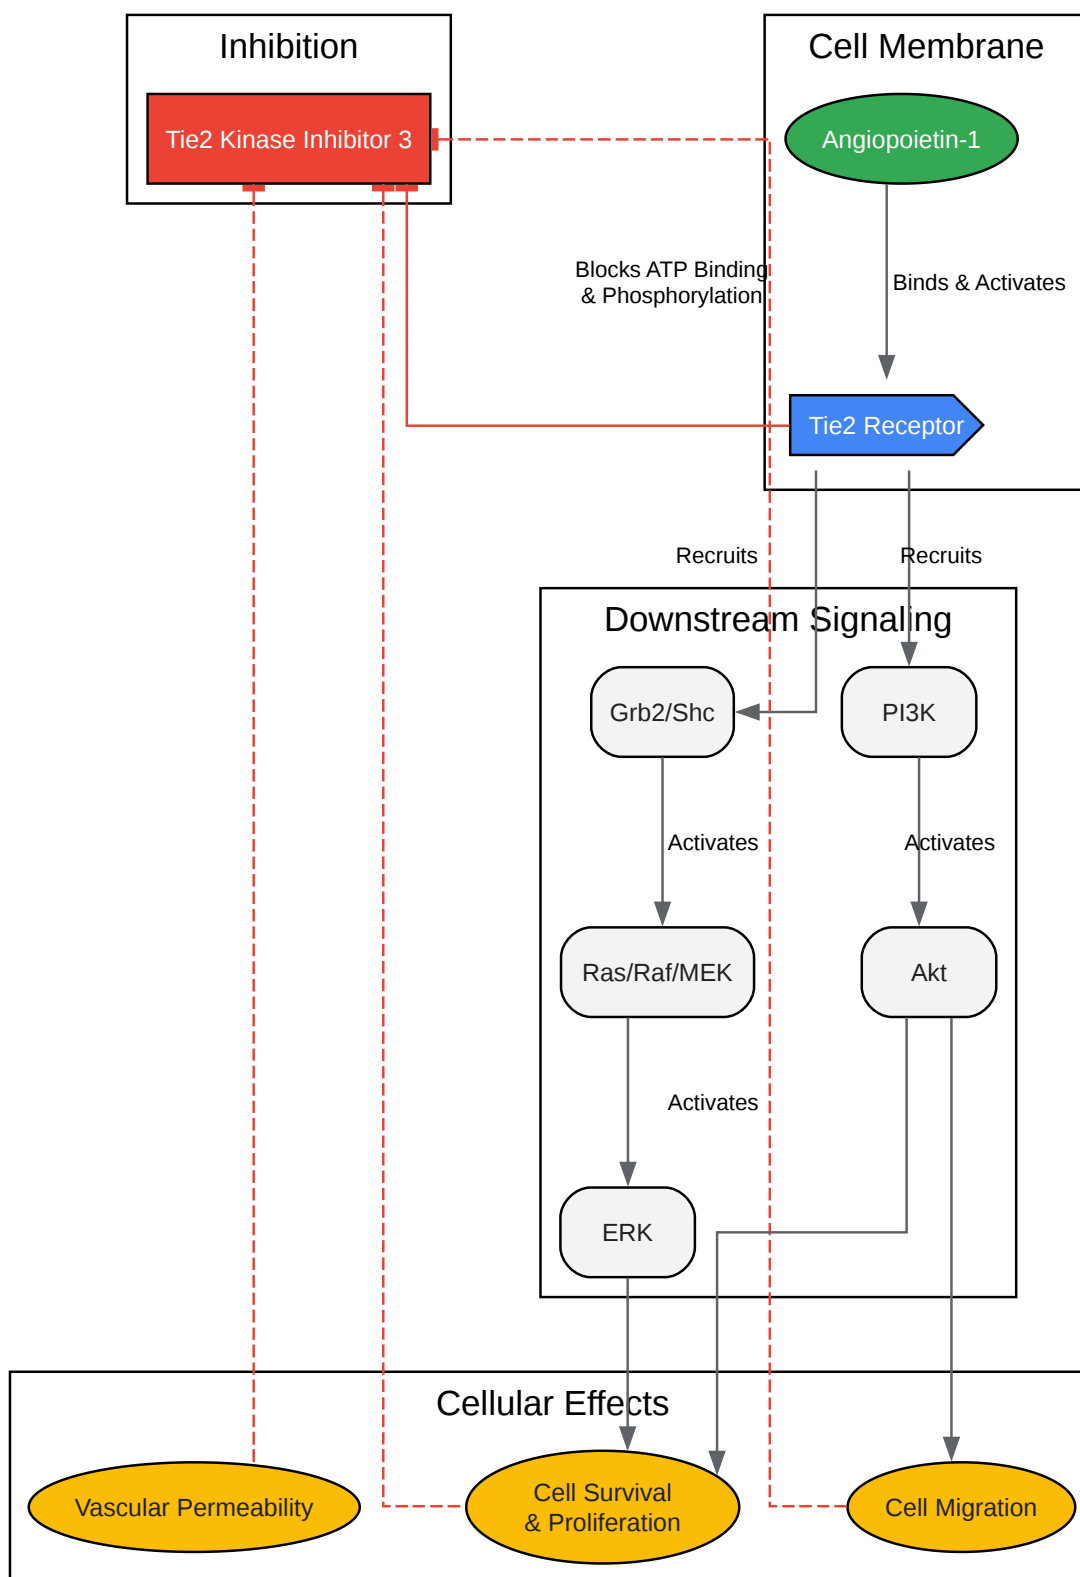 Inhibition
Cell Membrane
Tie2 Kinase Inhibitor 3
Angiopoietin-1
Blocks ATP Binding
& Phosphorylation
Binds & Activates
Tie2 Receptor
Recruits
Recruits
Downstream Signaling
Grb2/Shc
PI3K
Activates
Activates
Ras/Raf/MEK
Akt
Activates
ERK
Cellular Effects
Vascular Permeability
Cell Survival
& Proliferation
Cell Migration